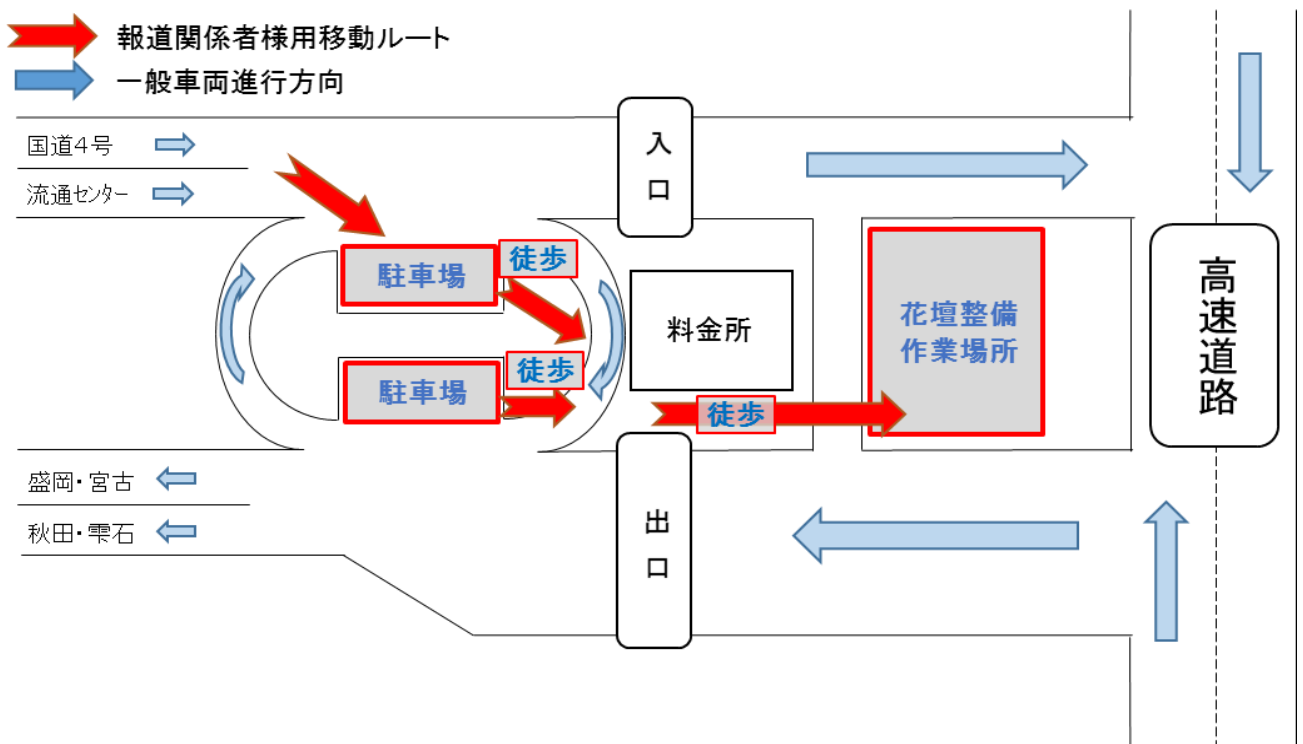 報道関係者様用移動ルート
一般車両進行方向
国道4号
流通センター
入口
駐車場
徒歩
料金所
花壇整備
作業場所
高速道路
駐車場
徒歩
徒歩
盛岡・宮古
秋田・雫石
出口